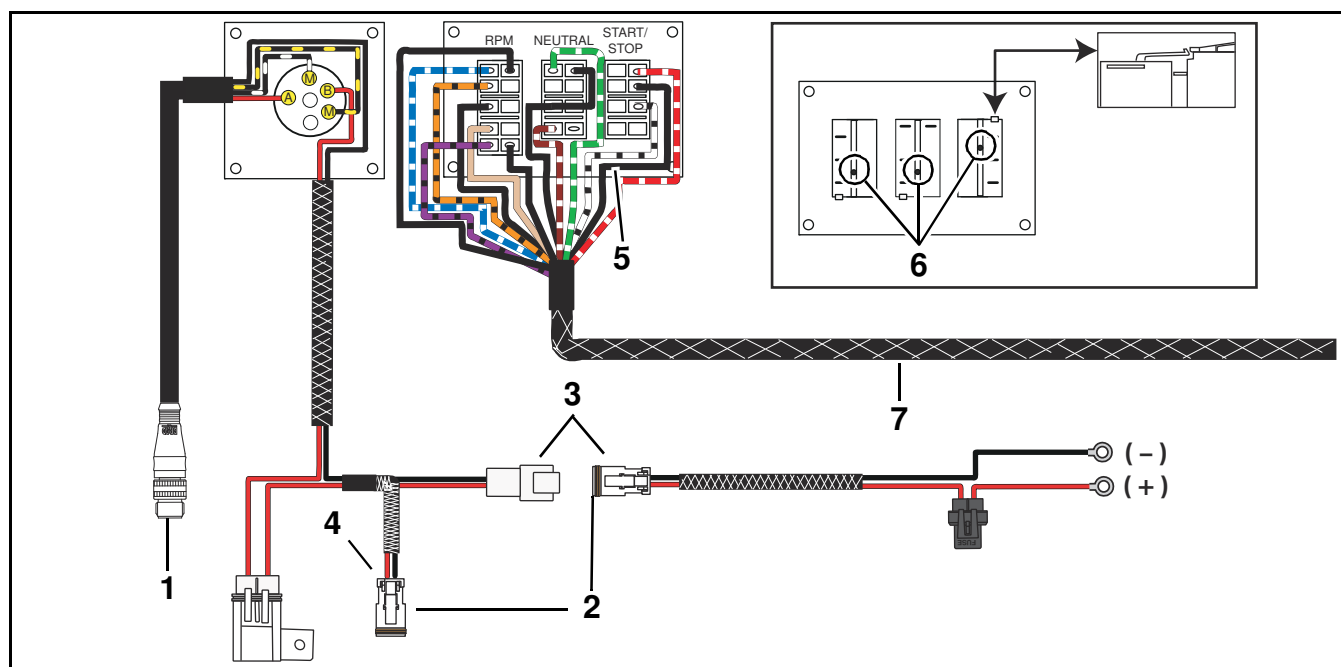 START/
RPM NEUTRAL STOP
M
B
A
M
5
6
3
7
( – )
( + )
FUSE
4
1
2